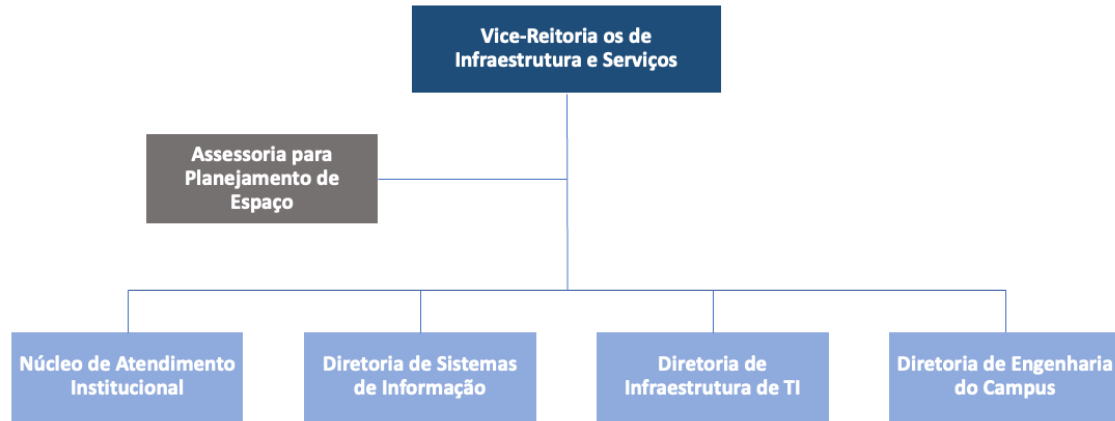 Vice-Reitoria os de
Infraestrutura e Serviços
Assessoria para
Planejamento de
Espaço
Núcleo de Atendimento
Institucional
Diretoria de Sistemas
de Informação
Diretoria de
Infraestrutura de TI
Diretoria de Engenharia
do Campus